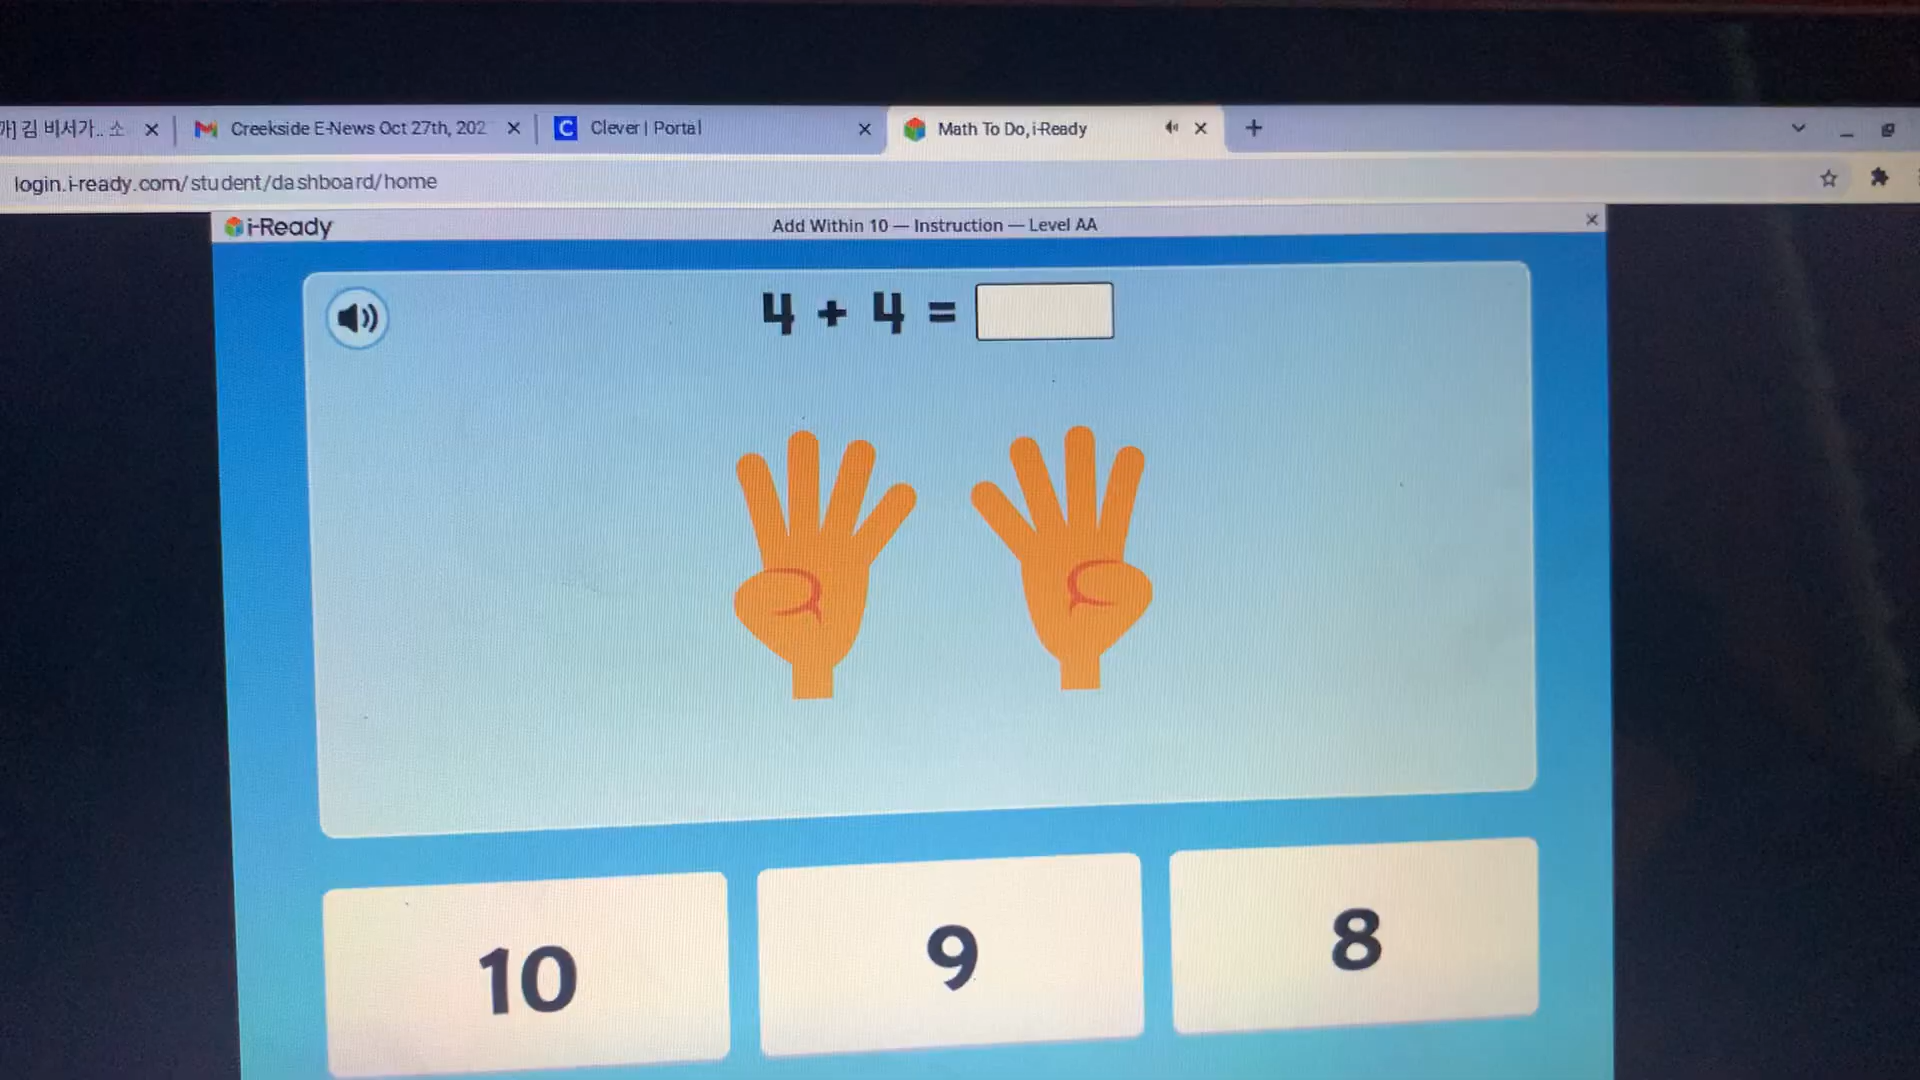 김 비서가.. 소
Creekside E-News Oct 27th, 202
C
Clever | Portal
Math To Do, i-Ready
login.i-ready.com/student/dashboard/home
i-Ready
Add Within 10 — Instruction — Level AA
4 + 4 =
10
9
8